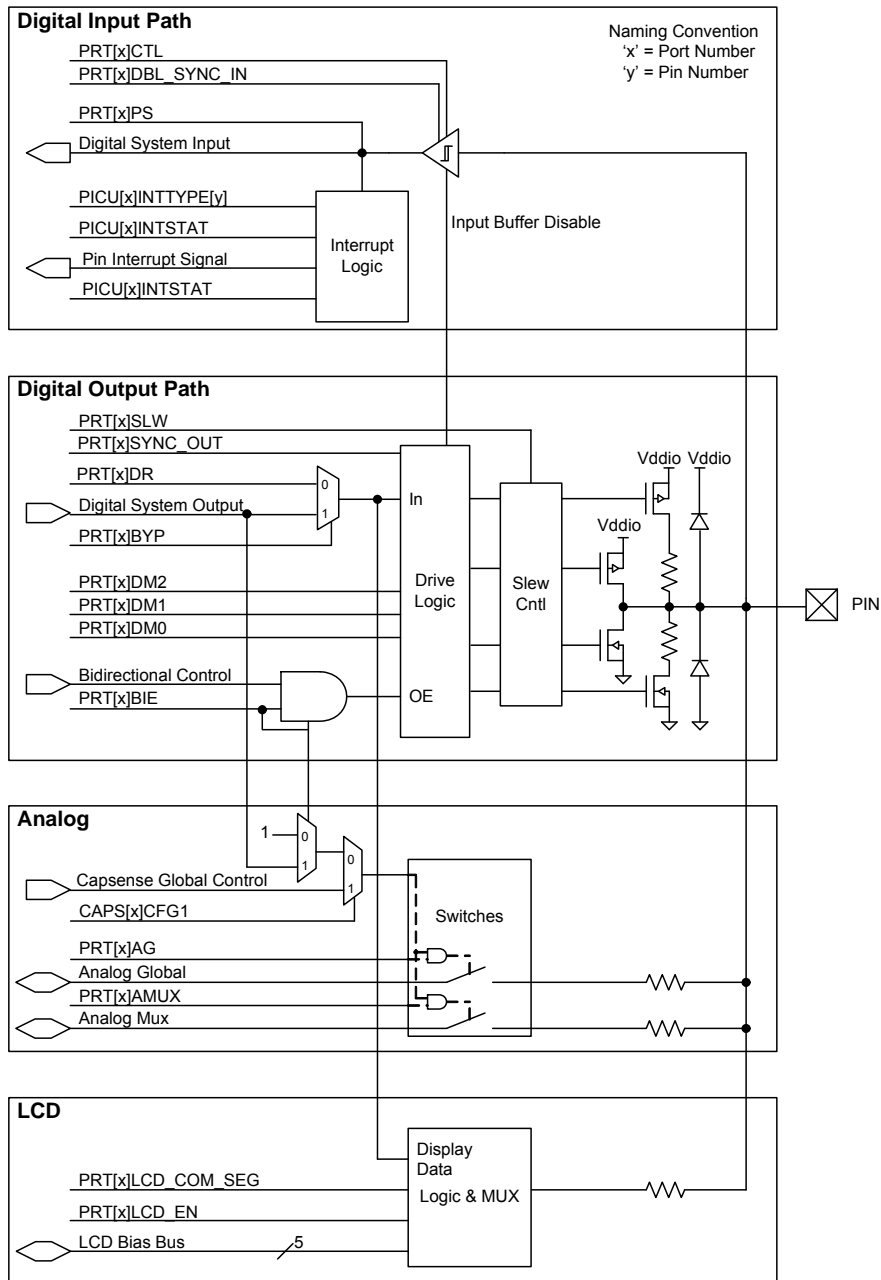 Digital Input Path
Naming Convention
'x' = Port Number
'y' = Pin Number
PRT[x]CTL
PRT[x]DBL_SYNC_IN
PRT[x]PS
Digital System Input
PICU[x]INTTYPE[y]
PICU[x]INTSTAT
Pin Interrupt Signal
PICU[x]INTSTAT
Interrupt
Logic
Input Buffer Disable
Digital Output Path
PRT[x]SLW
PRT[x]SYNC_OUT
PRT[x]DR
Digital System Output
PRT[x]BYP
0
1
PRT[x]DM2
PRT[x]DM1
PRT[x]DM0
Bidirectional Control
PRT[x]BIE
In
Drive
Logic
OE
Slew
Cntl
Vddio Vddio
Vddio
PIN
Analog
1
0
1
0
1
Capsense Global Control
CAPS[x]CFG1
Switches
PRT[x]AG
Analog Global
PRT[x]AMUX
Analog Mux
LCD
Display
Data
Logic & MUX
PRT[x]LCD_COM_SEG
PRT[x]LCD_EN
LCD Bias Bus
5